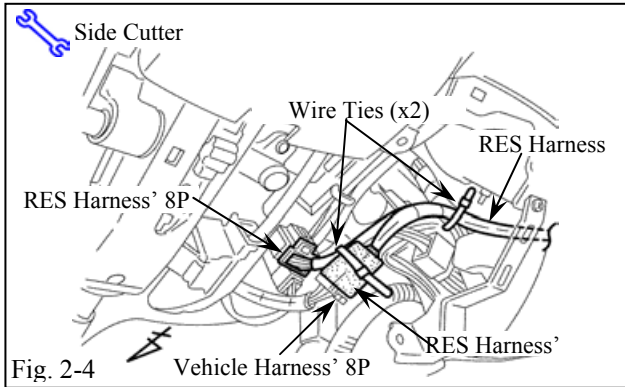 Side Cutter
Wire Ties (x2)
RES Harness
RES Harness’ 8P
RES Harness’
Vehicle Harness’ 8P
Fig. 2-4